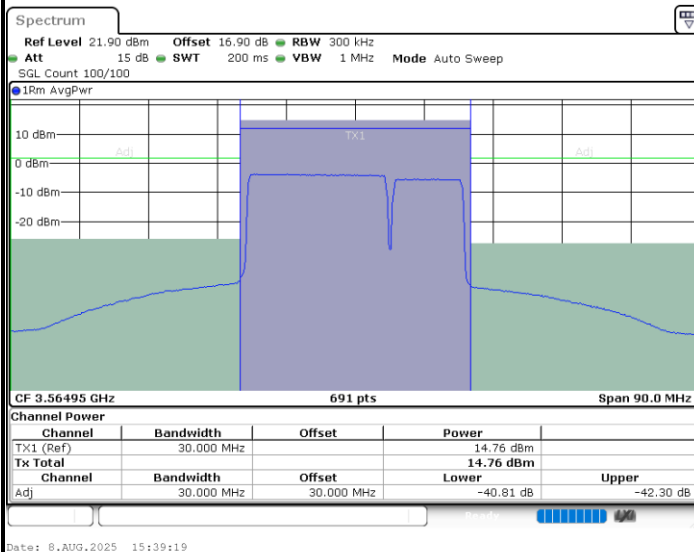 Spectrum
Ref Level 21.90 dBm Offset 16.90 dB RBW 300 kHz
Att 15 dB SWT 200 ms VBW 1 MHz Mode Auto Sweep
SGL Count 100/100
1Rm AvgPwr
10 dBm
TX1
Adj Adj
0 dBm
-10 dBm
-20 dBm
CF 3.56495 GHz 691 pts Span 90.0 MHz
Channel Power
Channel Bandwidth Offset Power
TX1 (Ref) 30.000 MHz 14.76 dBm
Tx Total 14.76 dBm
Channel Bandwidth Offset Lower Upper
Adj 30.000 MHz 30.000 MHz -40.81 dB -42.30 dB
Ready
Date: 8.AUG.2025 15:39:19